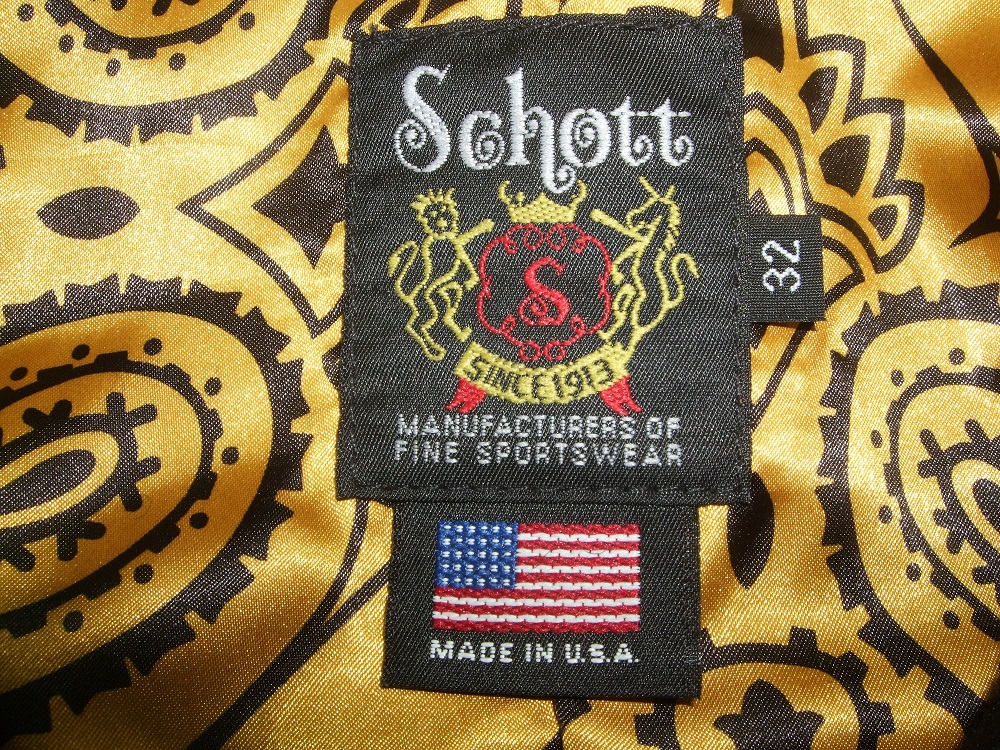 Schott
32
S
SINCE 1913
MANUFACTURERS OF
FINE SPORTSWEAR
MADE IN U.S.A.